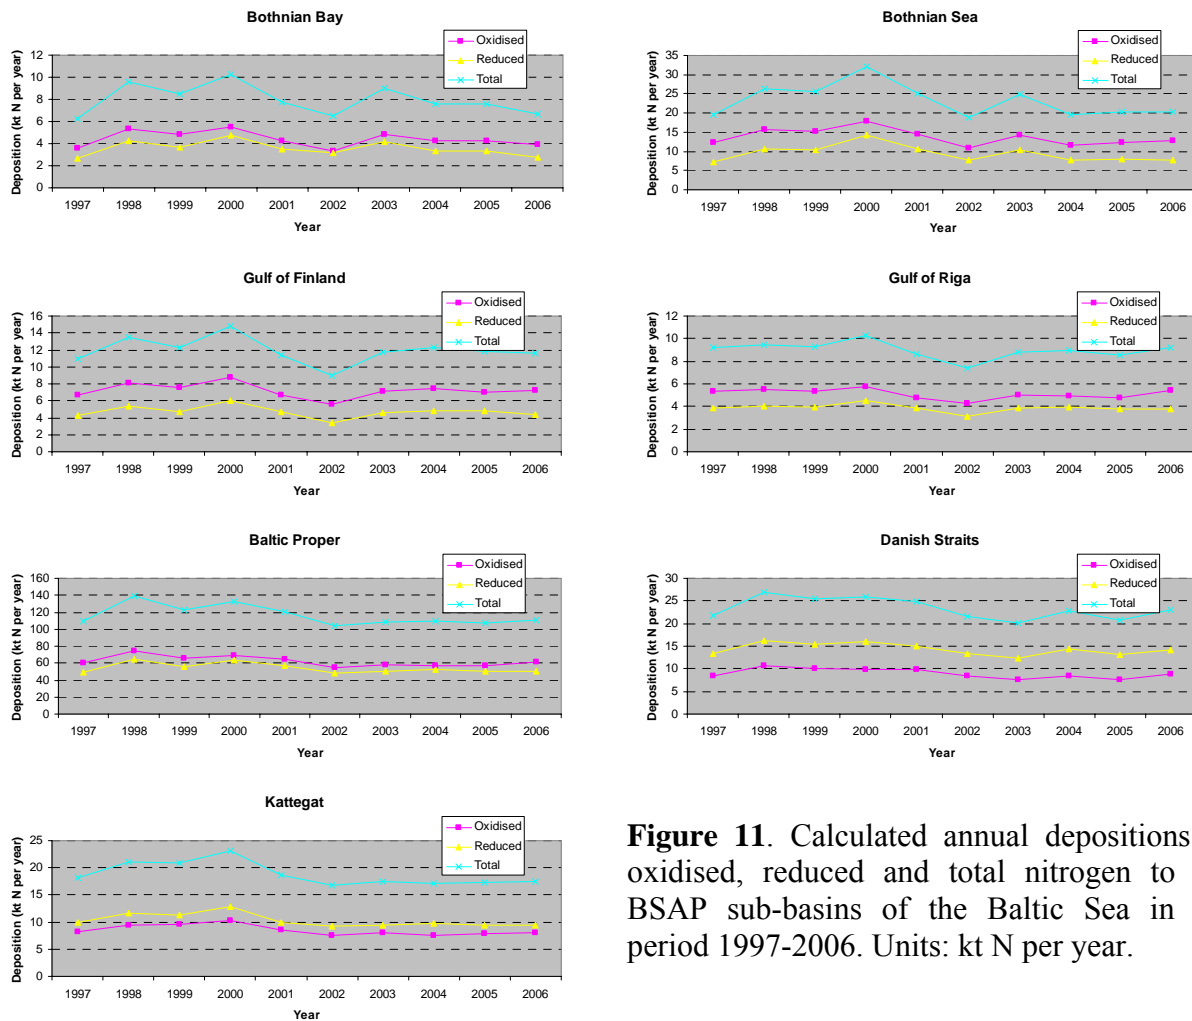 Bothnian Bay
Deposition (kt N per year)
12
10
8
6
4
2
0
1997 1998 1999 2000 2001 2002 2003 2004 2005 2006
Year
Oxidised
Reduced
Total
Bothnian Sea
Deposition (kt N per year)
35
30
25
20
15
10
5
0
1997 1998 1999 2000 2001 2002 2003 2004 2005 2006
Year
Oxidised
Reduced
Total
Gulf of Finland
Deposition (kt N per year)
16
14
12
10
8
6
4
2
0
1997 1998 1999 2000 2001 2002 2003 2004 2005 2006
Year
Oxidised
Reduced
Total
Gulf of Riga
Deposition (kt N per year)
12
10
8
6
4
2
0
1997 1998 1999 2000 2001 2002 2003 2004 2005 2006
Year
Oxidised
Reduced
Total
Baltic Proper
Deposition (kt N per year)
160
140
120
100
80
60
40
20
0
1997 1998 1999 2000 2001 2002 2003 2004 2005 2006
Year
Oxidised
Reduced
Total
Danish Straits
Deposition (kt N per year)
30
25
20
15
10
5
0
1997 1998 1999 2000 2001 2002 2003 2004 2005 2006
Year
Oxidised
Reduced
Total
Kattegat
Deposition (kt N per year)
25
20
15
10
5
0
1997 1998 1999 2000 2001 2002 2003 2004 2005 2006
Year
Oxidised
Reduced
Total
Figure 11. Calculated annual depositions
oxidised, reduced and total nitrogen to
BSAP sub-basins of the Baltic Sea in
period 1997-2006. Units: kt N per year.